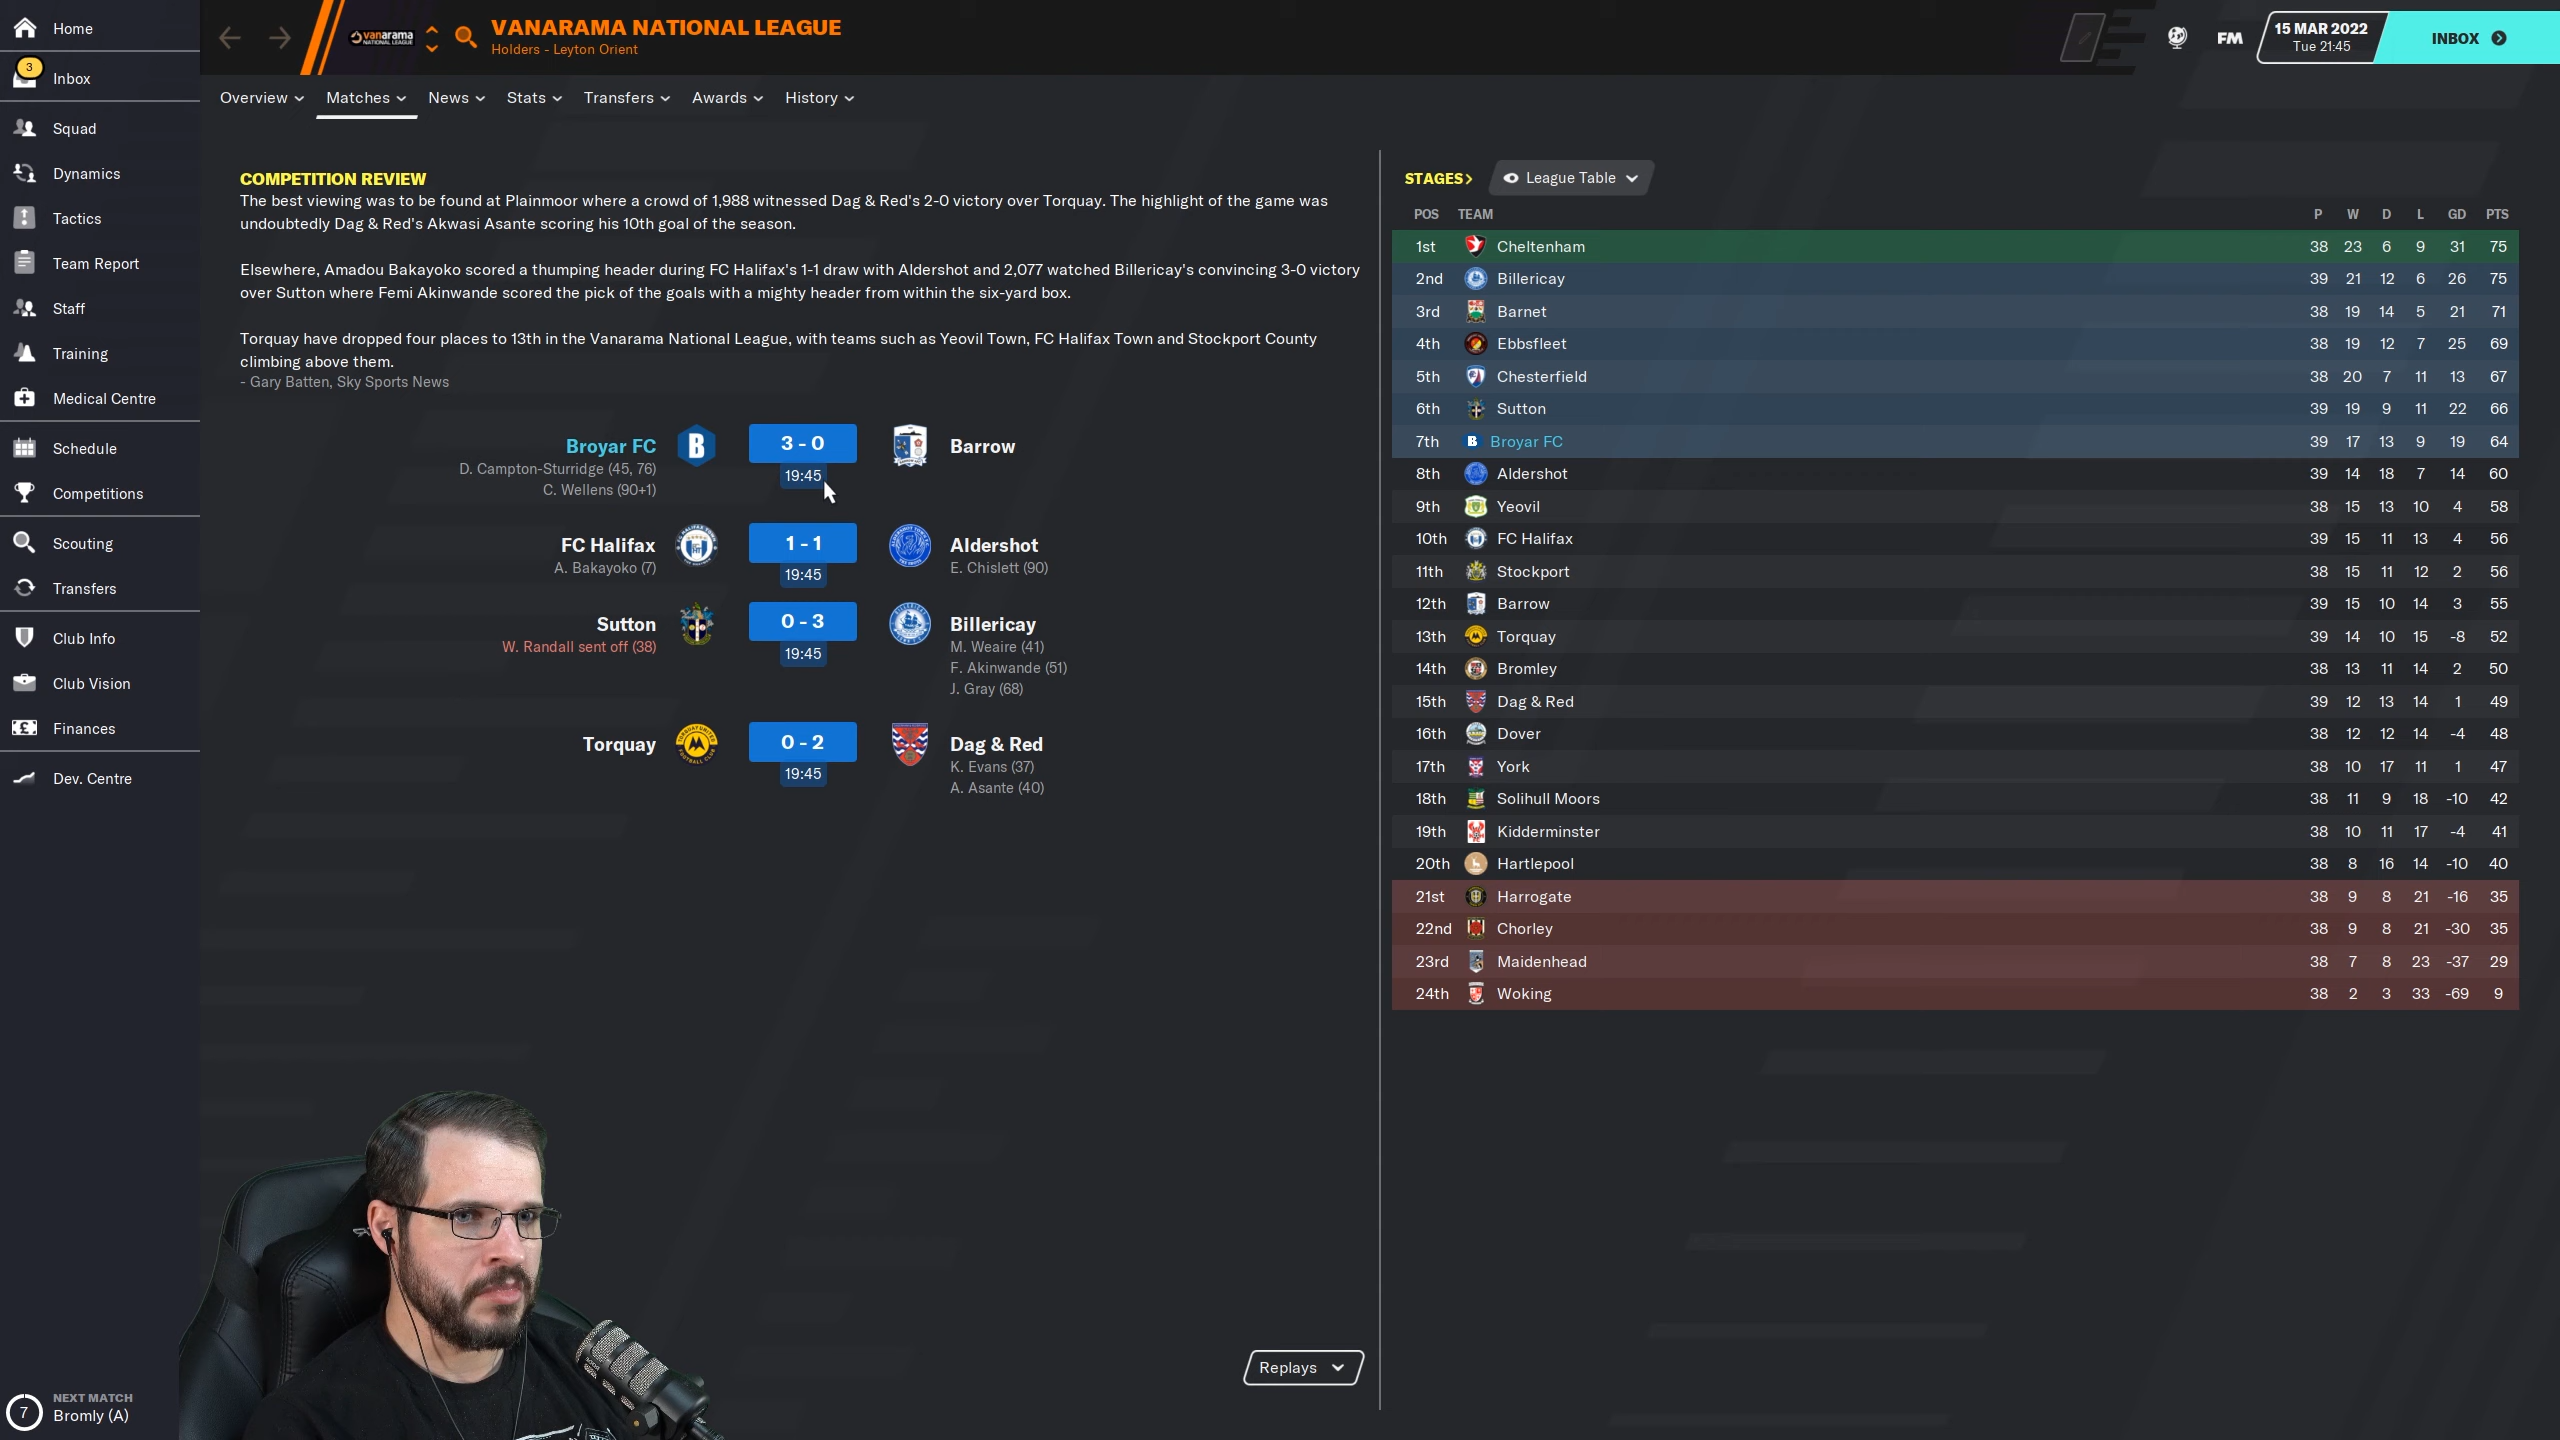 Home
3
Inbox
Squad
Dynamics
Tactics
Team Report
Staff
Training
Medical Centre
Schedule
Competitions
Scouting
Transfers
Club Info
Club Vision
Finances
Dev. Centre
NEXT MATCH
7
Bromly (A)
vanarama
NATIONAL LEAGUE
VANARAMA NATIONAL LEAGUE
Holders - Leyton Orient
FM
15 MAR 2022
Tue 21:45
INBOX
Overview Matches News Stats Transfers Awards History
COMPETITION REVIEW
The best viewing was to be found at Plainmoor where a crowd of 1,988 witnessed Dag & Red's 2-0 victory over Torquay. The highlight of the game was
undoubtedly Dag & Red's Akwasi Asante scoring his 10th goal of the season.
Elsewhere, Amadou Bakayoko scored a thumping header during FC Halifax's 1-1 draw with Aldershot and 2,077 watched Billericay's convincing 3-0 victory
over Sutton where Femi Akinwande scored the pick of the goals with a mighty header from within the six-yard box.
Torquay have dropped four places to 13th in the Vanarama National League, with teams such as Yeovil Town, FC Halifax Town and Stockport County
climbing above them.
- Gary Batten, Sky Sports News
Broyar FC B 3 - 0 Barrow
D. Campton-Sturridge (45, 76) 19:45
C. Wellens (90+1)
FC Halifax 1 - 1 Aldershot
A. Bakayoko (7) 19:45 E. Chislett (90)
Sutton 0 - 3 Billericay
W. Randall sent off (38) 19:45 M. Weaire (41)
F. Akinwande (51)
J. Gray (68)
Torquay 0 - 2 Dag & Red
19:45 K. Evans (37)
A. Asante (40)
Replays
STAGES> League Table
POS TEAM P W D L GD PTS
1st Cheltenham 38 23 6 9 31 75
2nd Billericay 39 21 12 6 26 75
3rd Barnet 38 19 14 5 21 71
4th Ebbsfleet 38 19 12 7 25 69
5th Chesterfield 38 20 7 11 13 67
6th Sutton 39 19 9 11 22 66
7th B Broyar FC 39 17 13 9 19 64
8th Aldershot 39 14 18 7 14 60
9th Yeovil 38 15 13 10 4 58
10th FC Halifax 39 15 11 13 4 56
11th Stockport 38 15 11 12 2 56
12th Barrow 39 15 10 14 3 55
13th Torquay 39 14 10 15 -8 52
14th Bromley 38 13 11 14 2 50
15th Dag & Red 39 12 13 14 1 49
16th Dover 38 12 12 14 -4 48
17th York 38 10 17 11 1 47
18th Solihull Moors 38 11 9 18 -10 42
19th Kidderminster 38 10 11 17 -4 41
20th Hartlepool 38 8 16 14 -10 40
21st Harrogate 38 9 8 21 -16 35
22nd Chorley 38 9 8 21 -30 35
23rd Maidenhead 38 7 8 23 -37 29
24th Woking 38 2 3 33 -69 9